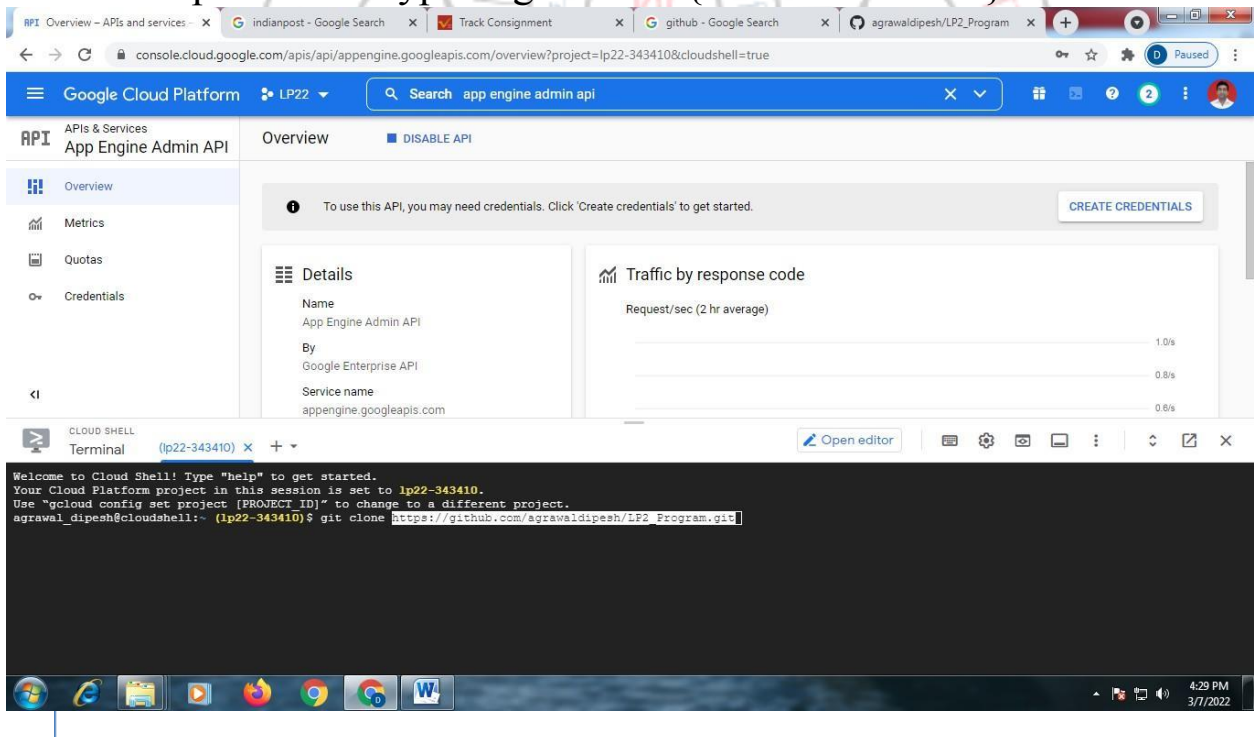 RPI Overview – APIs and services - indianpost - Google Search Track Consignment github - Google Search agrawaldipesh/LP2_Program
console.cloud.google.com/apis/api/appengine.googleapis.com/overview?project=lp22-343410&cloudshell=true D Paused
Google Cloud Platform LP22 Search app engine admin api 2
API APIs & Services
App Engine Admin API
Overview DISABLE API
Overview
Metrics
Quotas
Credentials
To use this API, you may need credentials. Click 'Create credentials' to get started. CREATE CREDENTIALS
Details
Name
App Engine Admin API
By
Google Enterprise API
Service name
appengine.googleapis.com
Traffic by response code
Request/sec (2 hr average)
1.0/s
0.8/s
0.6/s
CLOUD SHELL
Terminal (lp22-343410) Open editor
Welcome to Cloud Shell! Type "help" to get started.
Your Cloud Platform project in this session is set to lp22-343410.
Use "gcloud config set project [PROJECT_ID]" to change to a different project.
agrawal_dipesh@cloudshell:~ (lp22-343410)$ git clone https://github.com/agrawaldipesh/LP2_Program.git
4:29 PM
3/7/2022